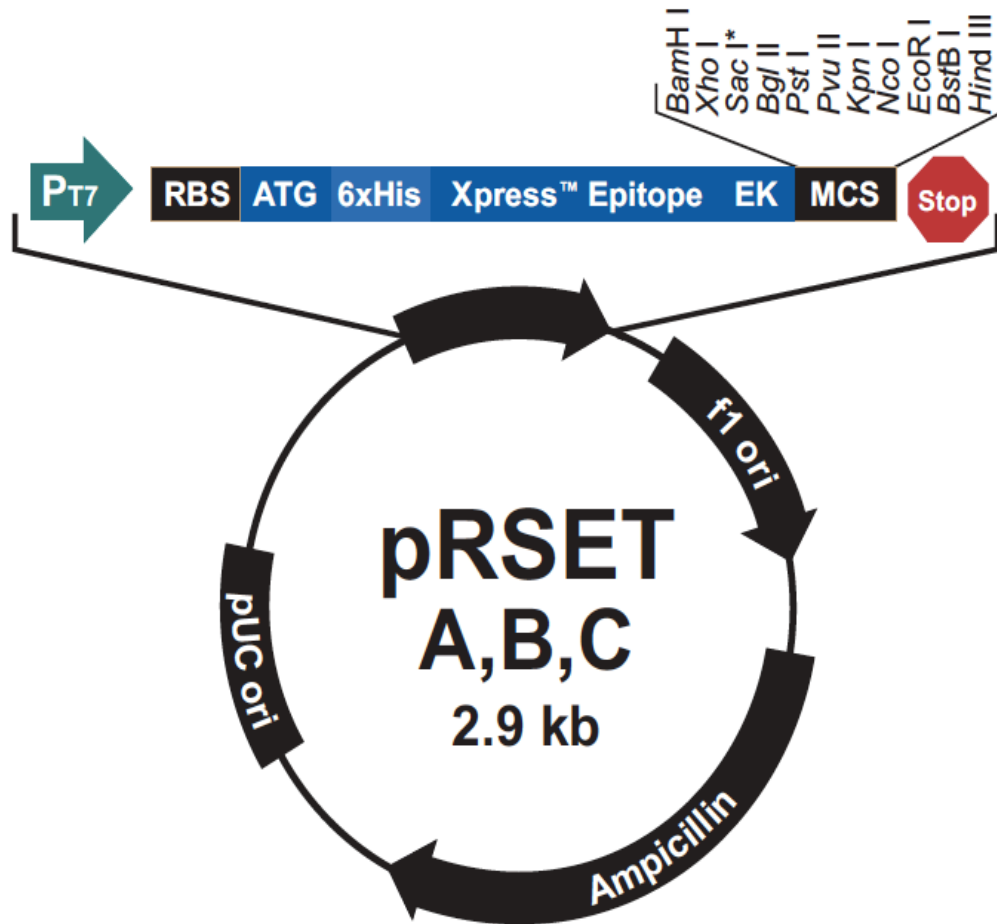 BamH I
Xho I
Sac I*
Bgl II
Pst I
Pvu II
Kpn I
Nco I
EcoR I
BstB I
Hind III
PT7
RBS
ATG
6xHis
Xpress™ Epitope
EK
MCS
Stop
f1 ori
pRSET
A,B,C
2.9 kb
pUC ori
Ampicillin